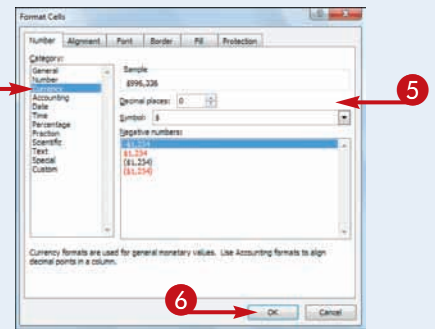 Format Cells
Number Alignment Font Border Fill Protection
Category:
General
Number
Currency
Accounting
Date
Time
Percentage
Fraction
Scientific
Text
Special
Custom
Sample
$996,336
Decimal places: 0
Symbol: $
Negative numbers:
-$1,234
$1,234
($1,234)
($1,234)
Currency formats are used for general monetary values. Use Accounting formats to align
decimal points in a column.
OK Cancel
5
6